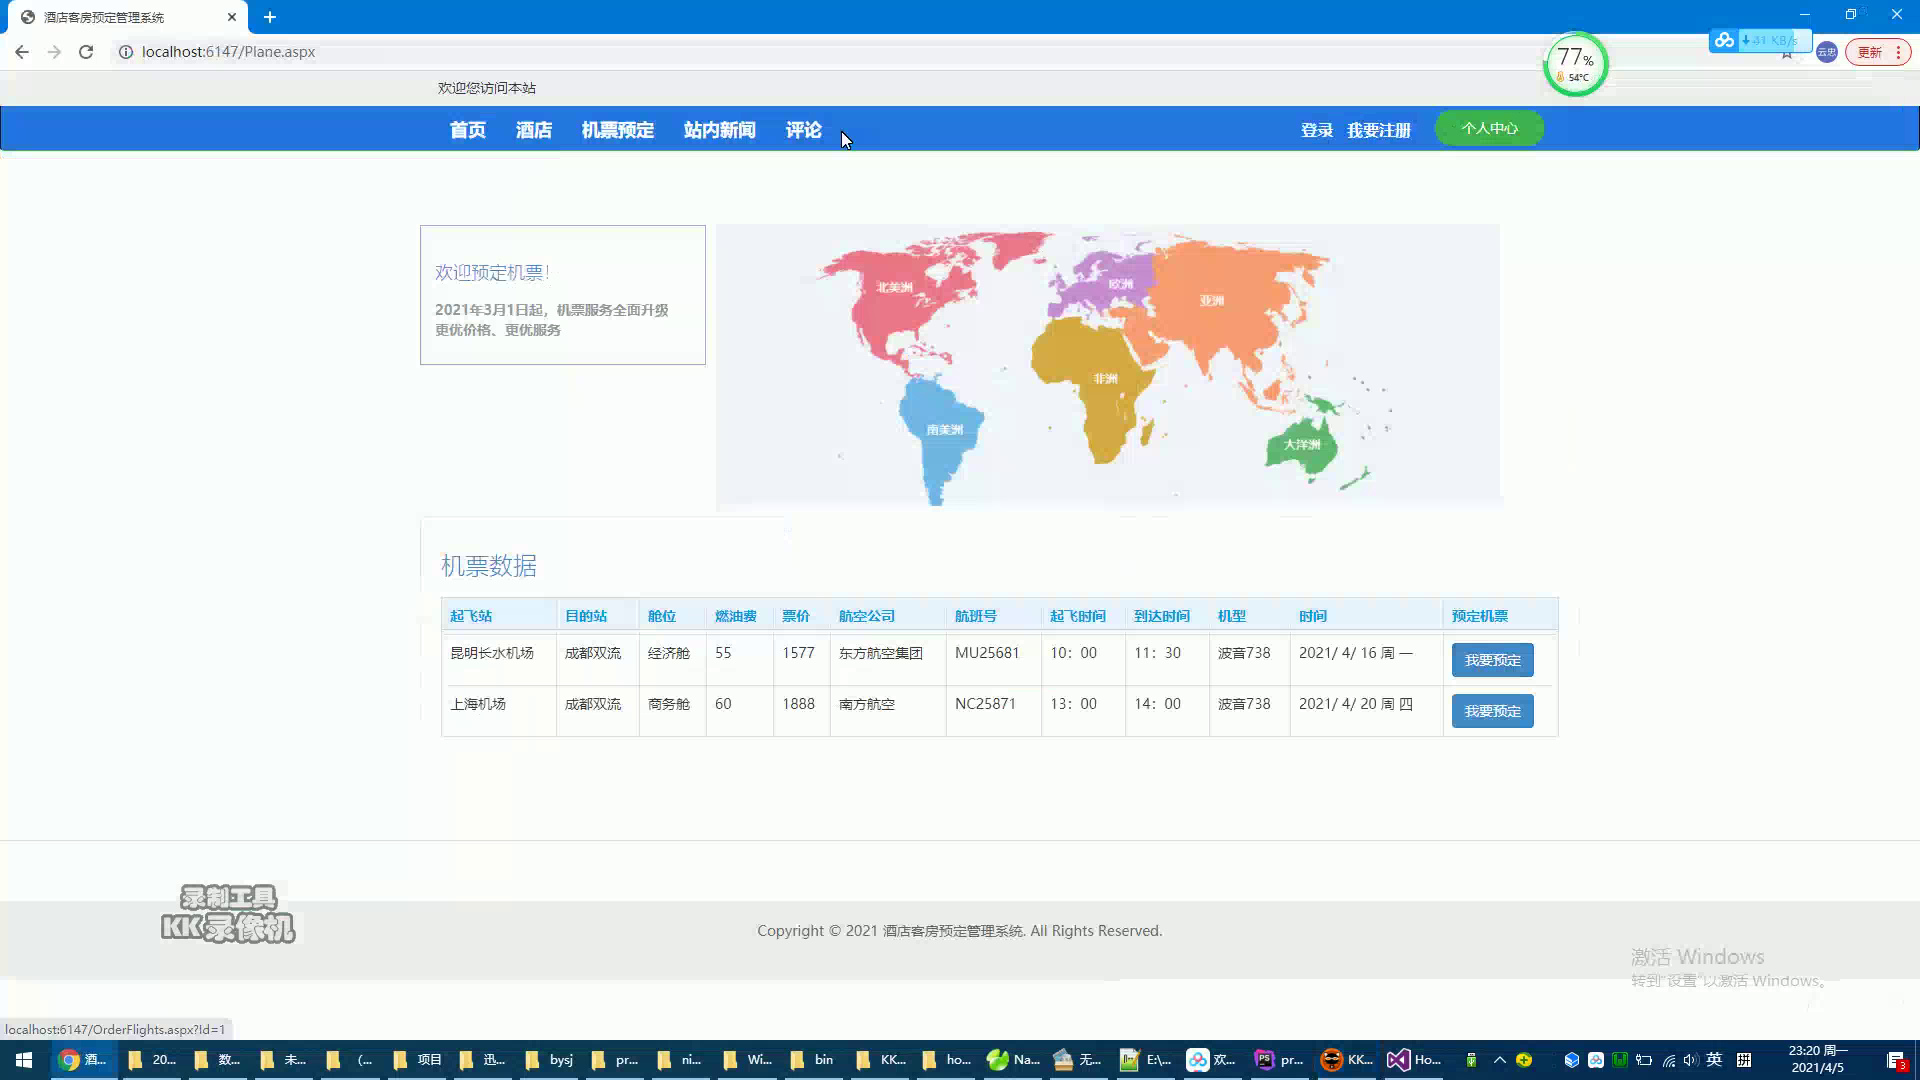 酒店客房预定管理系统
localhost:6147/Plane.aspx
77%
54°C
41 KB/s
云忠
更新
欢迎您访问本站
首页 酒店 机票预定 站内新闻 评论
登录 我要注册 个人中心
欢迎预定机票!
2021年3月1日起，机票服务全面升级
更优价格、更优服务
北美洲
欧洲
亚洲
非洲
南美洲
大洋洲
机票数据
起飞站 目的站 舱位 燃油费 票价 航空公司 航班号 起飞时间 到达时间 机型 时间 预定机票
昆明长水机场 成都双流 经济舱 55 1577 东方航空集团 MU25681 10：00 11：30 波音738 2021/ 4/ 16 周 一 我要预定
上海机场 成都双流 商务舱 60 1888 南方航空 NC25871 13：00 14：00 波音738 2021/ 4/ 20 周 四 我要预定
录制工具
KK录像机
Copyright © 2021 酒店客房预定管理系统. All Rights Reserved.
激活 Windows
转到"设置"以激活 Windows。
localhost:6147/OrderFlights.aspx?Id=1
酒... 20... 数... 未... (... 项目 迅... bysj pr... ni... Wi... bin KK... ho... Na... 无... E:\... 欢... pr... KK... Ho...
英
拼
23:20 周一
2021/4/5
3